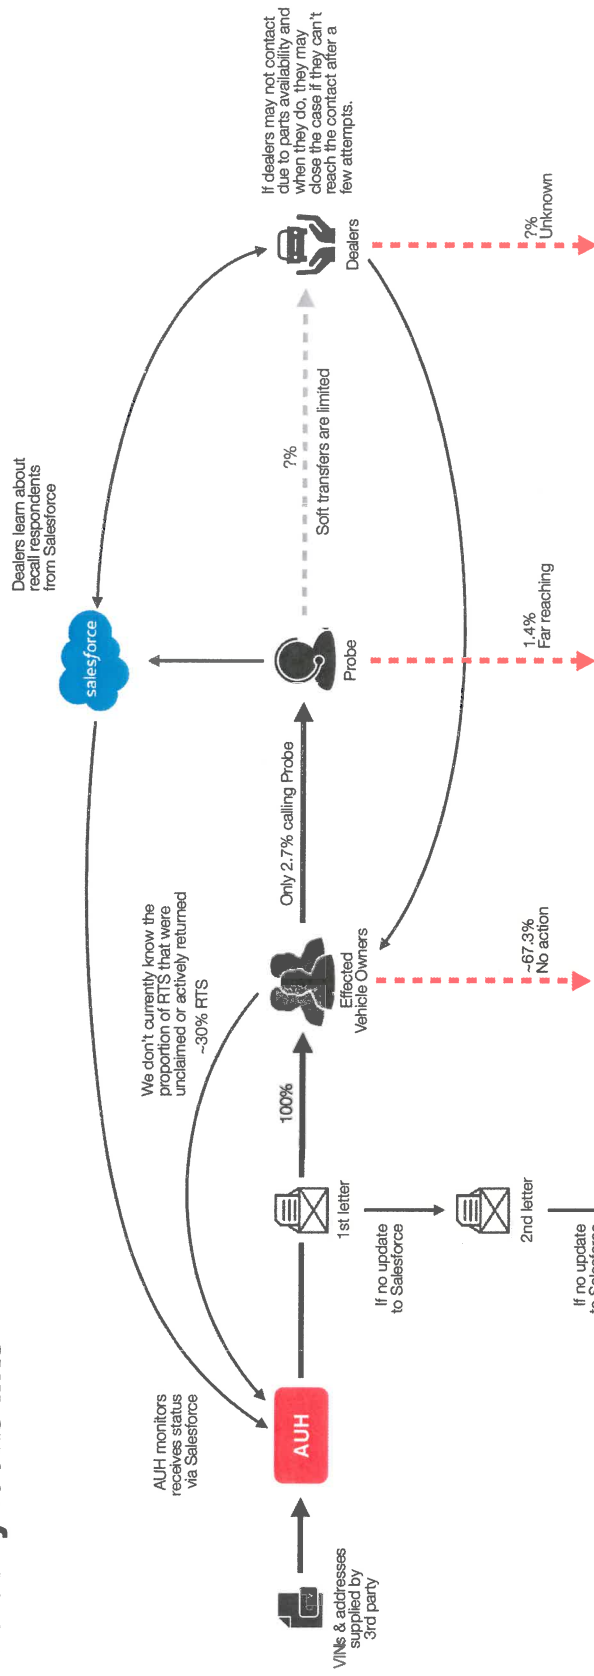 Dealers learn about
recall respondents
from Salesforce
salesforce
AUH monitors
receives status
via Salesforce
We don't currently know the
proportion of RTS that were
unclaimed or actively returned
~30% RTS
If dealers may not contact
due to parts availability and
when they do, they may
close the case if they can't
reach the contact after a
few attempts.
VINs & addresses
supplied by
3rd party
AUH
1st letter
100%
Effected
Vehicle Owners
Only 2.7% calling Probe
Probe
?%
Soft transfers are limited
Dealers
If no update
to Salesforce
2nd letter
If no update
~67.3%
No action
1.4%
Far reaching
?%
Unknown